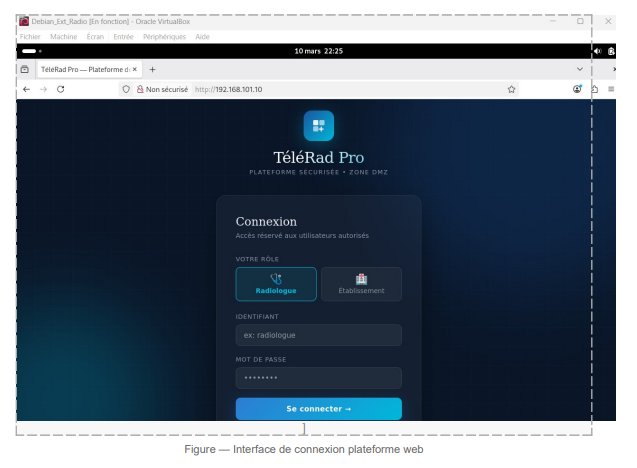 Debian_Ext_Radio [En fonction] - Oracle VirtualBox
Fichier Machine Écran Entrée Périphériques Aide
10 mars 22:25
TéléRad Pro — Plateforme d
Non sécurisé http://192.168.101.10
TéléRad Pro
PLATEFORME SÉCURISÉE • ZONE DMZ
Connexion
Accès réservé aux utilisateurs autorisés
VOTRE RÔLE
Radiologue Établissement
IDENTIFIANT
ex: radiologue
MOT DE PASSE
••••••••
Se connecter →
Figure — Interface de connexion plateforme web